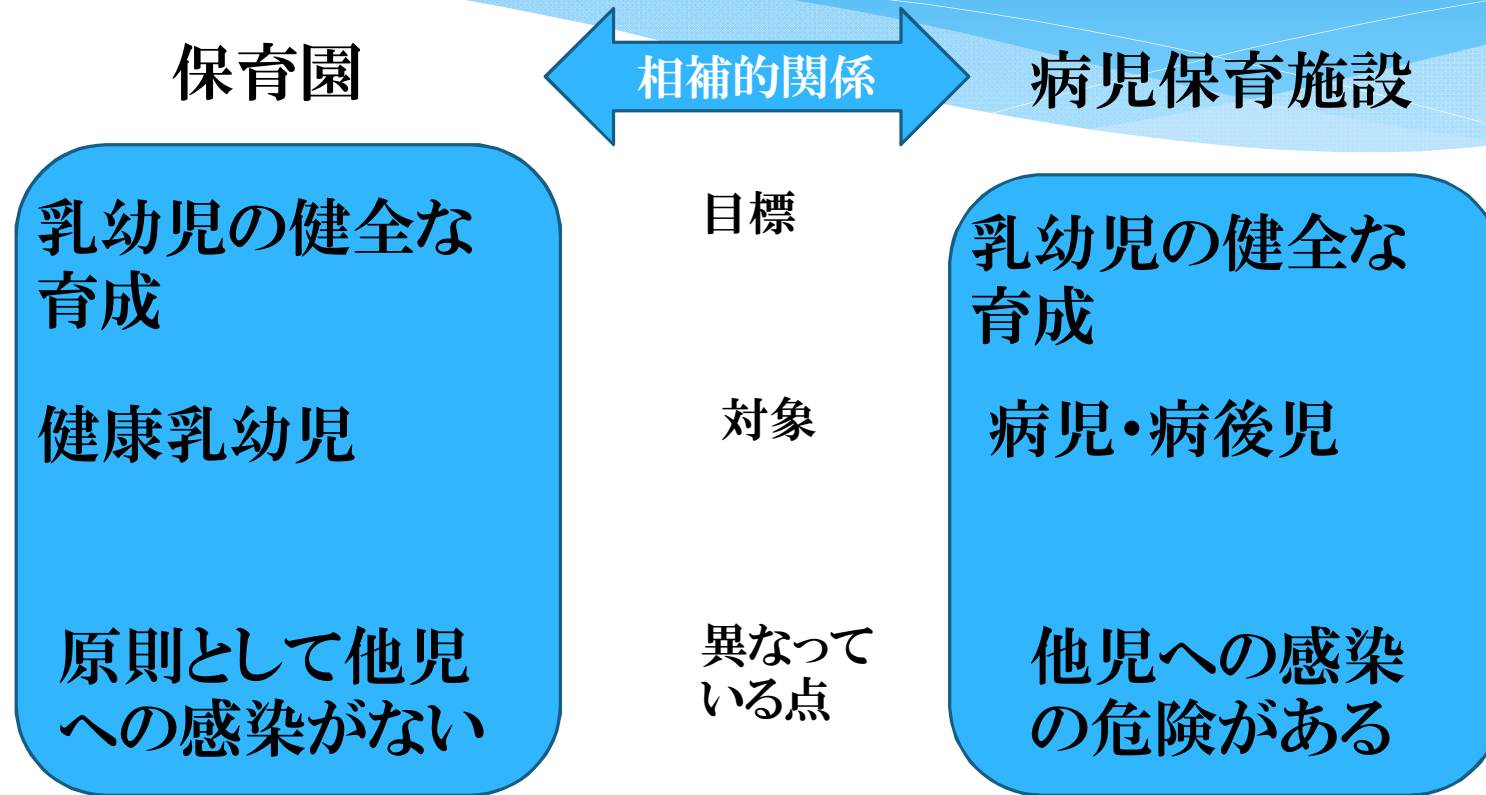 保育園
相補的関係
病児保育施設
乳幼児の健全な
育成
目標
乳幼児の健全な
育成
健康乳幼児
対象
病児・病後児
原則として他児
への感染がない
異なって
いる点
他児への感染
の危険がある